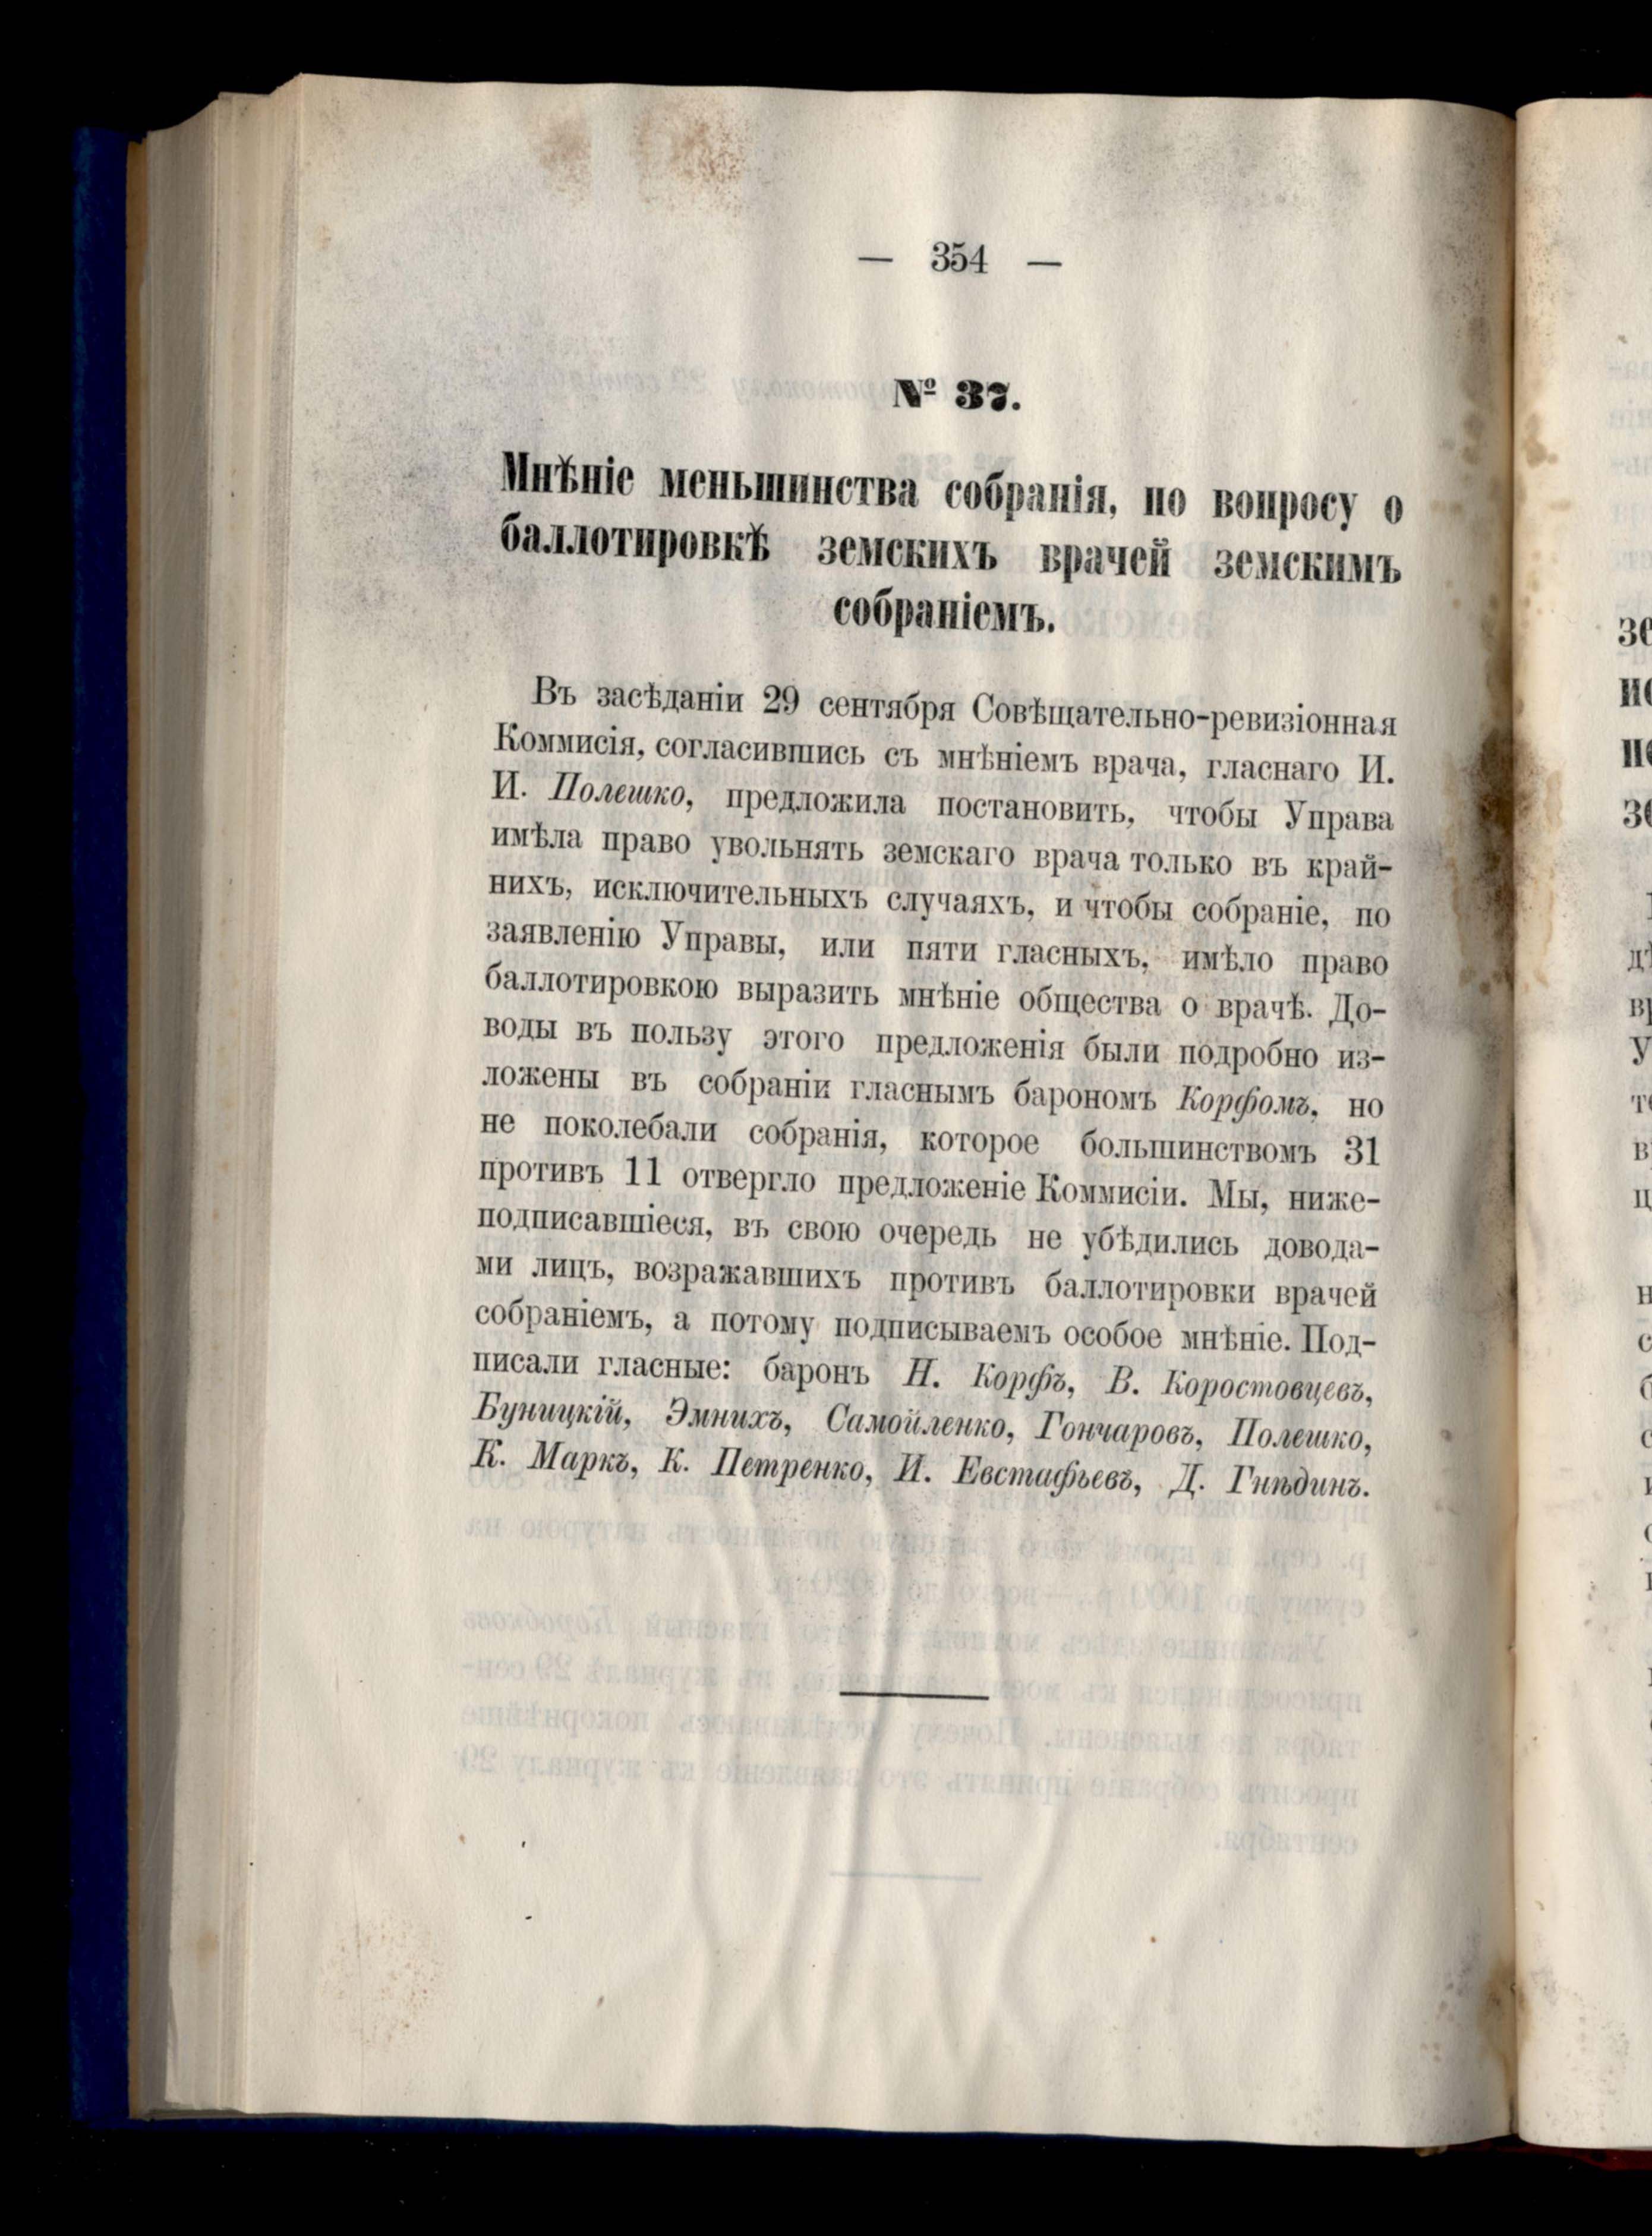 — 354 —
№ 37.
Мнѣніе меньшинства собранія, по вопросу о
баллотировкѣ земскихъ врачей земскимъ
собраніемъ.
Въ засѣданіи 29 сентября Совѣщательно-ревизіонная
Коммисія, согласившись съ мнѣніемъ врача, гласнаго И.
И. Полешко, предложила постановить, чтобы Управа
имѣла право увольнять земскаго врача только въ край-
нихъ, исключительныхъ случаяхъ, и чтобы собраніе, по
заявленію Управы, или пяти гласныхъ, имѣло право
баллотировкою выразить мнѣніе общества о врачѣ. До-
воды въ пользу этого предложенія были подробно из-
ложены въ собраніи гласнымъ барономъ Корфомъ, но
не поколебали собранія, которое большинствомъ 31
противъ 11 отвергло предложеніе Коммисіи. Мы, ниже-
подписавшіеся, въ свою очередь не убѣдились довода-
ми лицъ, возражавшихъ противъ баллотировки врачей
собраніемъ, а потому подписываемъ особое мнѣніе. Под-
писали гласные: баронъ Н. Корфъ, В. Коростовцевъ,
Буницкій, Эмнихъ, Самойленко, Гончаровъ, Полешко,
К. Маркъ, К. Петренко, И. Евстафьевъ, Д. Гнѣдинъ.